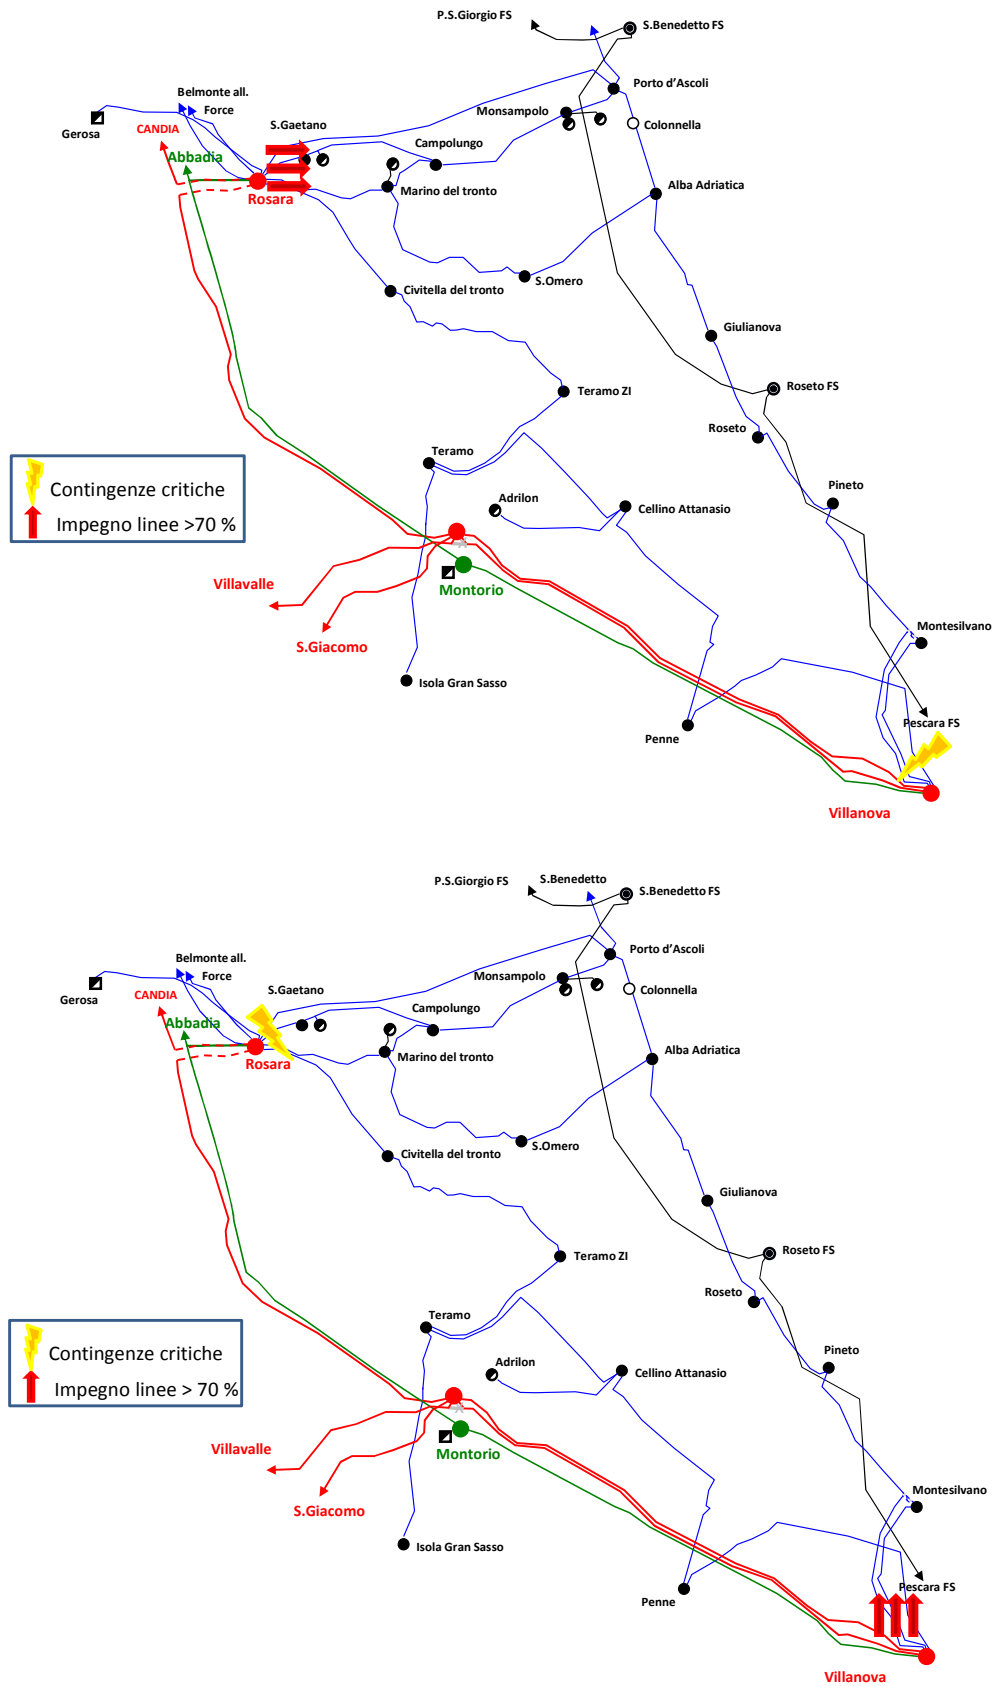 P.S.Giorgio FS
S.Benedetto FS
Belmonte all.
Force
Porto d'Ascoli
Monsampolo
Gerosa
S.Gaetano
Colonnella
CANDIA
Campolungo
Abbadia
Marino del tronto
Alba Adriatica
Rosara
S.Omero
Civitella del tronto
Giulianova
Roseto FS
Teramo ZI
Roseto
Teramo
Contingenze critiche
Impegno linee >70 %
Pineto
Adrilon
Cellino Attanasio
Villavalle
Montorio
S.Giacomo
Montesilvano
Isola Gran Sasso
Pescara FS
Penne
Villanova
S.Benedetto
P.S.Giorgio FS
S.Benedetto FS
Belmonte all.
Force
Porto d'Ascoli
Monsampolo
Gerosa
S.Gaetano
Colonnella
CANDIA
Campolungo
Abbadia
Marino del tronto
Alba Adriatica
Rosara
S.Omero
Civitella del tronto
Giulianova
Roseto FS
Teramo ZI
Roseto
Teramo
Contingenze critiche
Impegno linee > 70 %
Pineto
Adrilon
Cellino Attanasio
Villavalle
Montorio
S.Giacomo
Montesilvano
Isola Gran Sasso
Pescara FS
Penne
Villanova